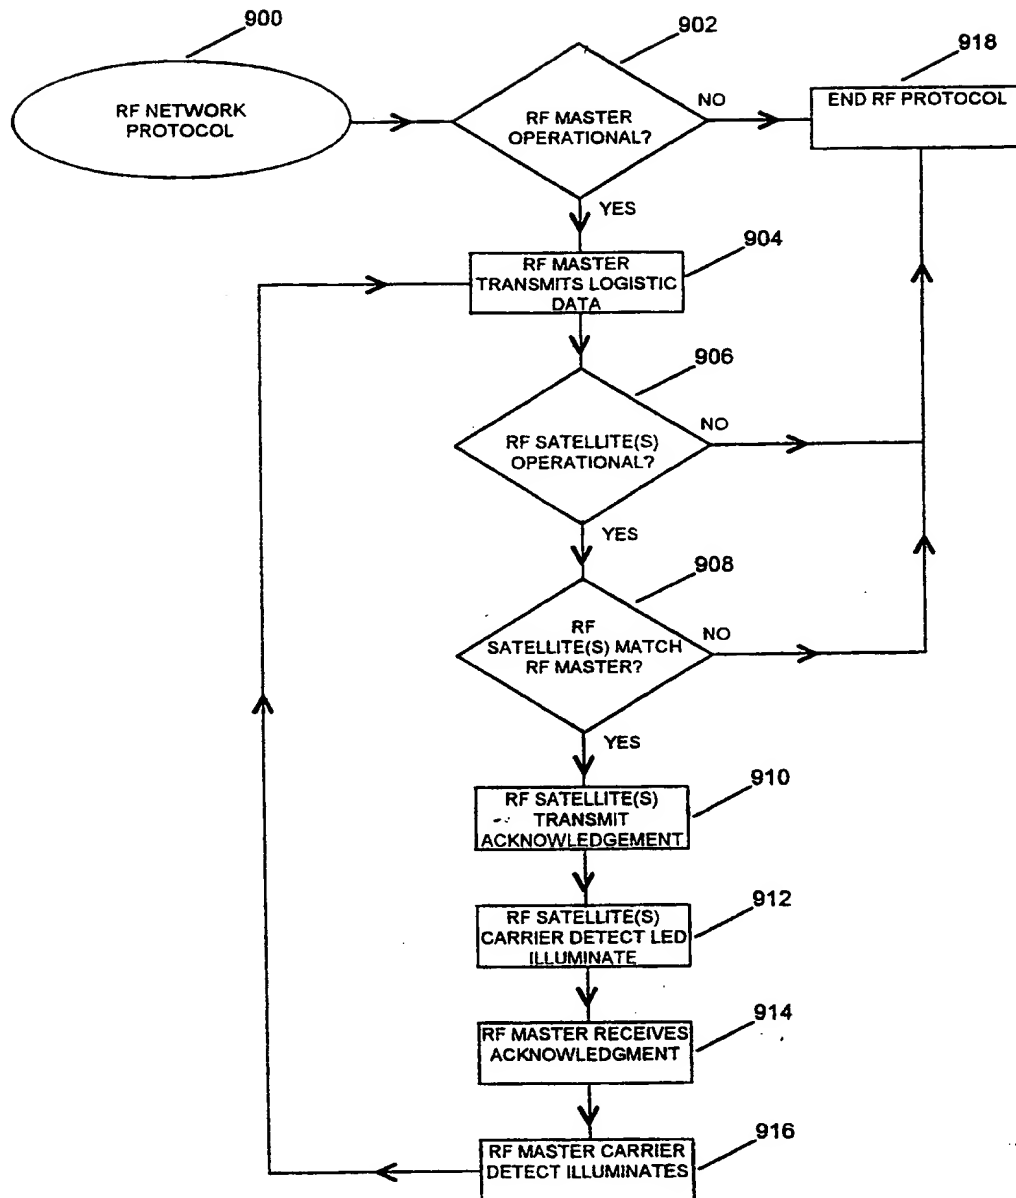 900
902
918
RF NETWORK
PROTOCOL
RF MASTER
OPERATIONAL?
NO
END RF PROTOCOL
YES
904
RF MASTER
TRANSMITS LOGISTIC
DATA
906
RF SATELLITE(S)
OPERATIONAL?
NO
YES
908
RF
SATELLITE(S) MATCH
RF MASTER?
NO
YES
910
RF SATELLITE(S)
TRANSMIT
ACKNOWLEDGEMENT
912
RF SATELLITE(S)
CARRIER DETECT LED
ILLUMINATE
914
RF MASTER RECEIVES
ACKNOWLEDGMENT
916
RF MASTER CARRIER
DETECT ILLUMINATES